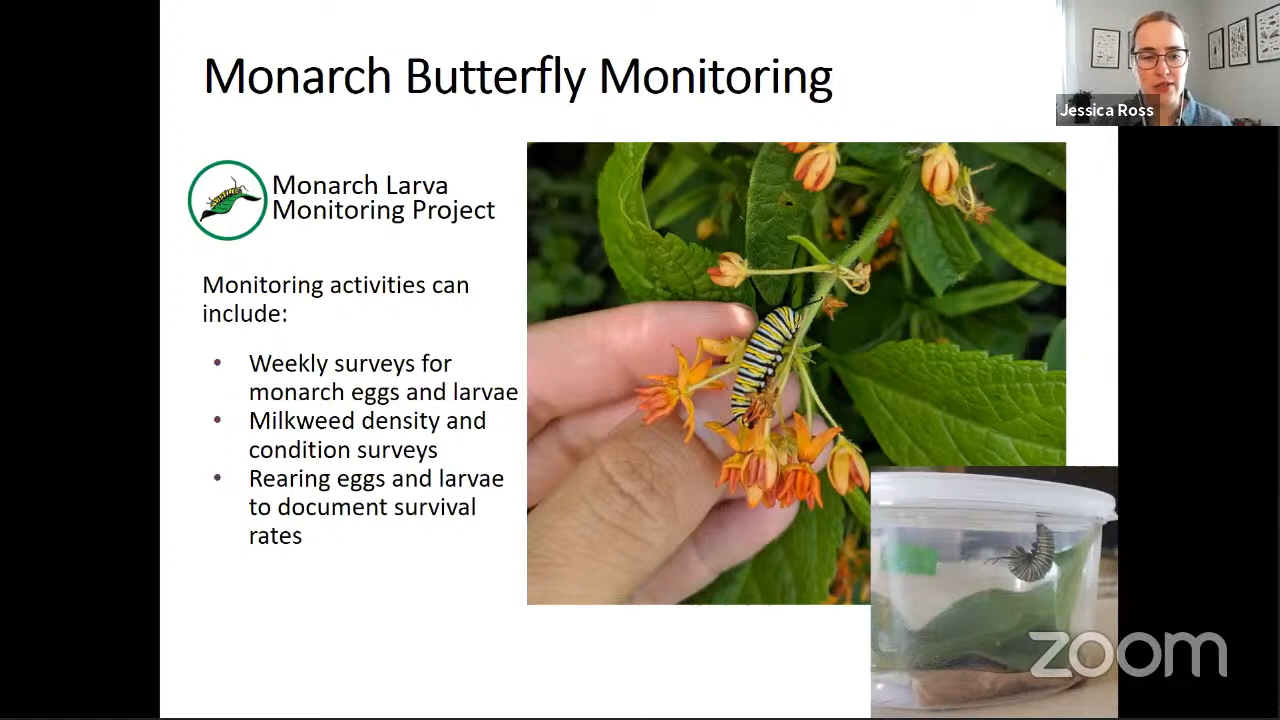 Monarch Butterfly Monitoring
Jessica Ross
Monarch Larva
Monitoring Project
Monitoring activities can
include:
• Weekly surveys for
monarch eggs and larvae
• Milkweed density and
condition surveys
• Rearing eggs and larvae
to document survival
rates
zoom